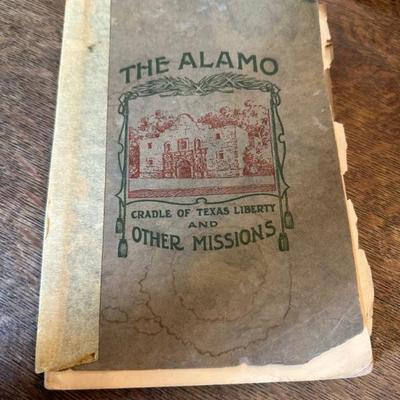 THE ALAMO
CRADLE OF TEXAS LIBERTY
AND
OTHER MISSIONS